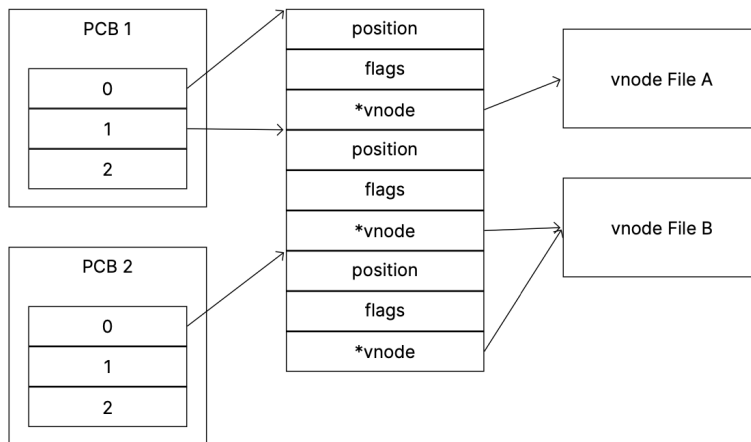 PCB 1
0
1
2
PCB 2
0
1
2
position
flags
*vnode
position
flags
*vnode
position
flags
*vnode
vnode File A
vnode File B